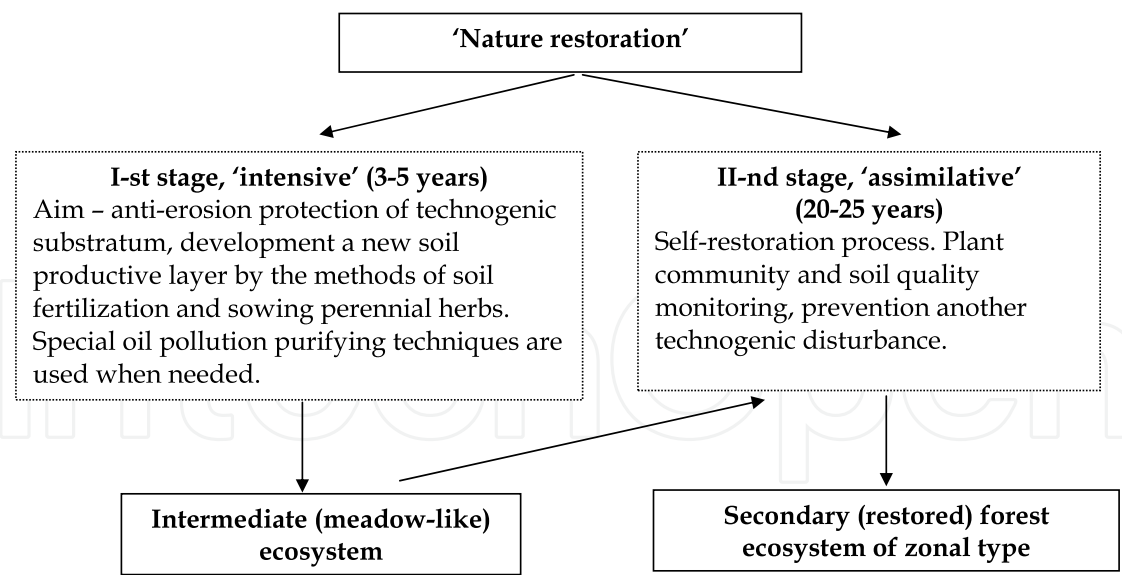 ‘Nature restoration’
I-st stage, ‘intensive’ (3-5 years)
Aim – anti-erosion protection of technogenic
substratum, development a new soil
productive layer by the methods of soil
fertilization and sowing perennial herbs.
Special oil pollution purifying techniques are
used when needed.
II-nd stage, ‘assimilative’
(20-25 years)
Self-restoration process. Plant
community and soil quality
monitoring, prevention another
technogenic disturbance.
Intermediate (meadow-like)
ecosystem
Secondary (restored) forest
ecosystem of zonal type
IntechOpen